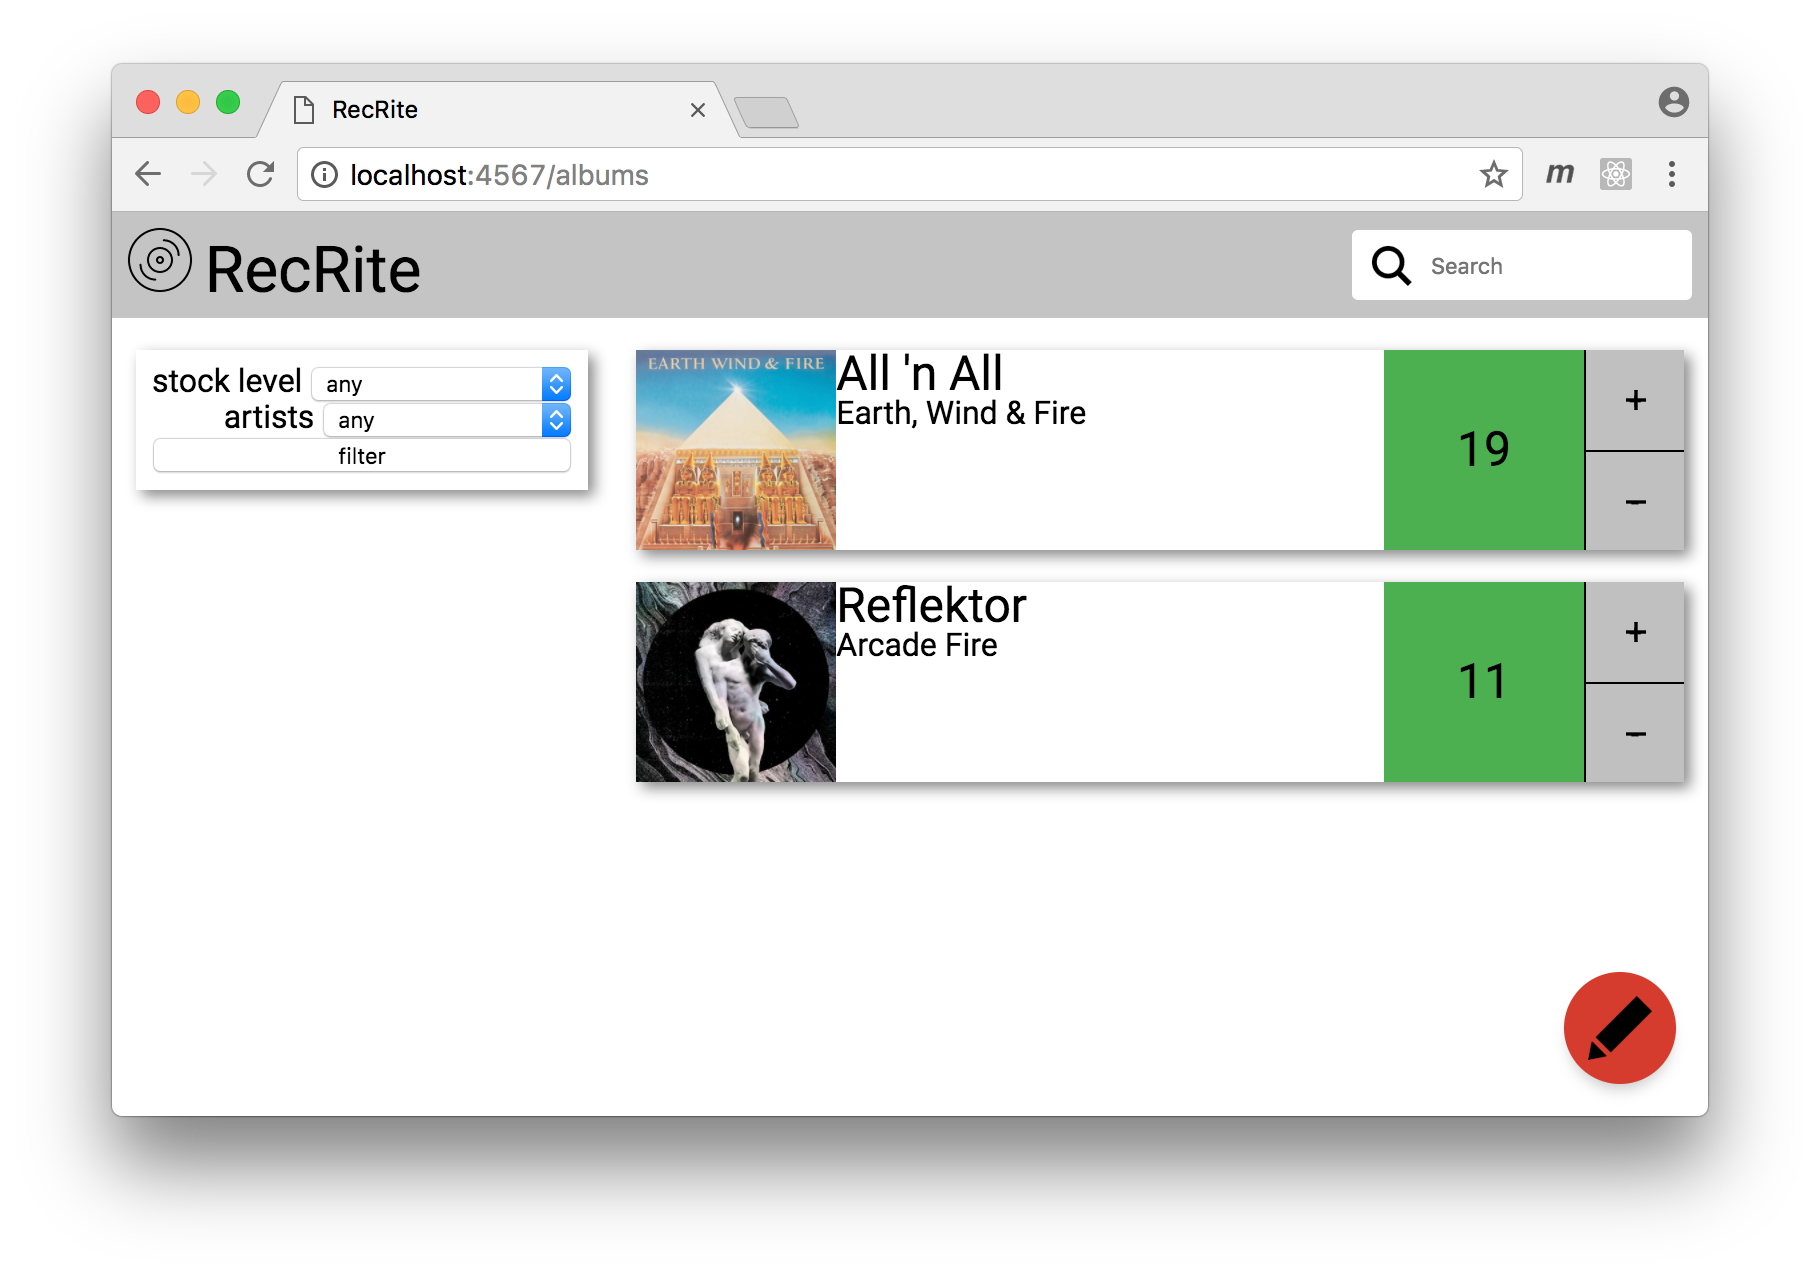 RecRite
localhost:4567/albums
m
RecRite
Search
stock level any
artists any
filter
EARTH WIND & FIRE
All 'n All
Earth, Wind & Fire
19
+
−
Reflektor
Arcade Fire
11
+
−